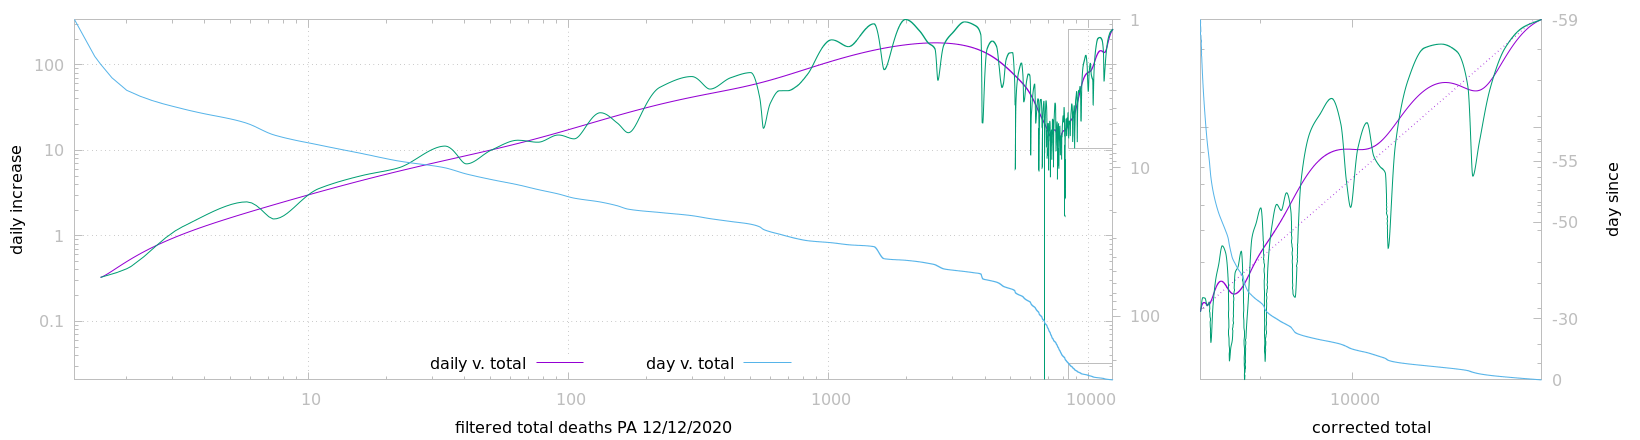 daily increase
100
10
1
0.1
daily v. total
day v. total
10
100
1000
10000
filtered total deaths PA 12/12/2020
1
10
100
10000
corrected total
-59
-55
-50
-30
0
day since